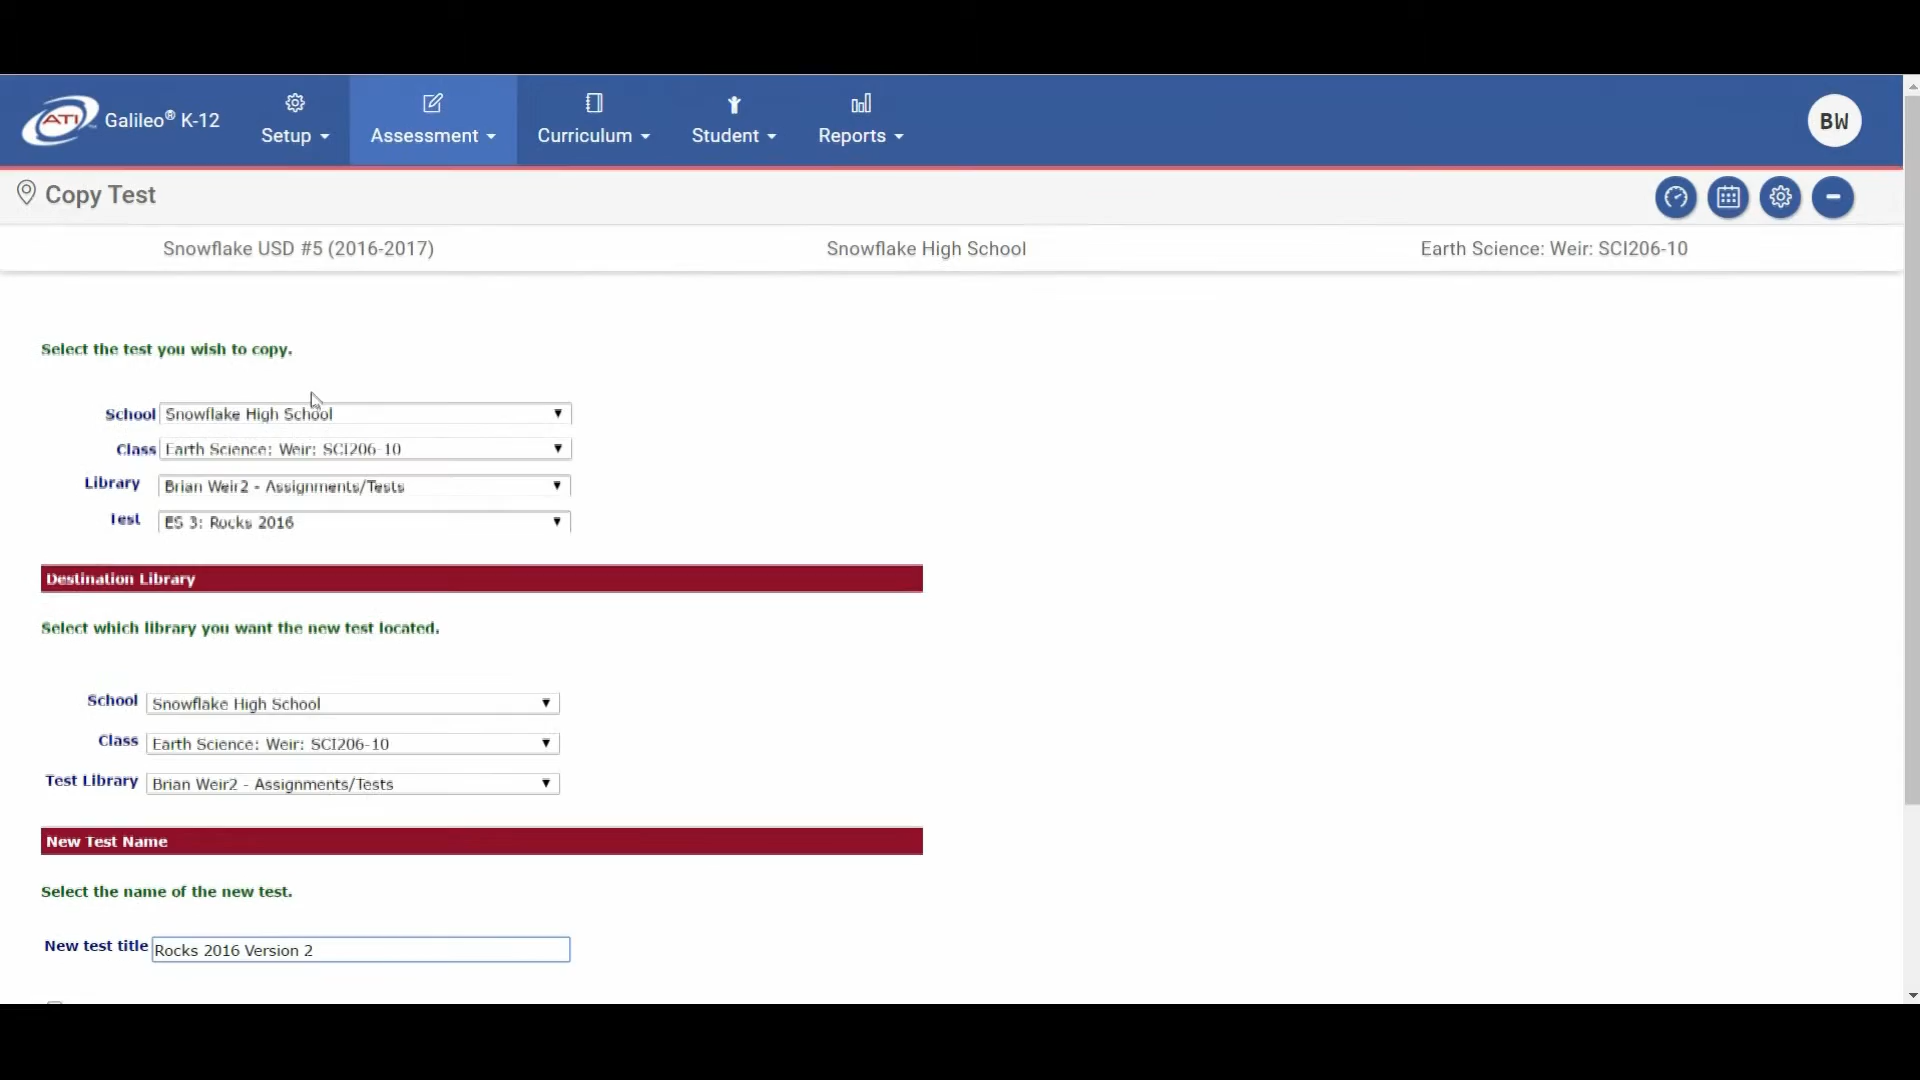 ATI Galileo® K-12
Setup
Assessment
Curriculum
Student
Reports
BW
Copy Test
Snowflake USD #5 (2016-2017)
Snowflake High School
Earth Science: Weir: SCI206-10
Select the test you wish to copy.
School Snowflake High School
Class Earth Science: Weir: SCI206-10
Library Brian Weir2 - Assignments/Tests
Test ES 3: Rocks 2016
Destination Library
Select which library you want the new test located.
School Snowflake High School
Class Earth Science: Weir: SCI206-10
Test Library Brian Weir2 - Assignments/Tests
New Test Name
Select the name of the new test.
New test title Rocks 2016 Version 2